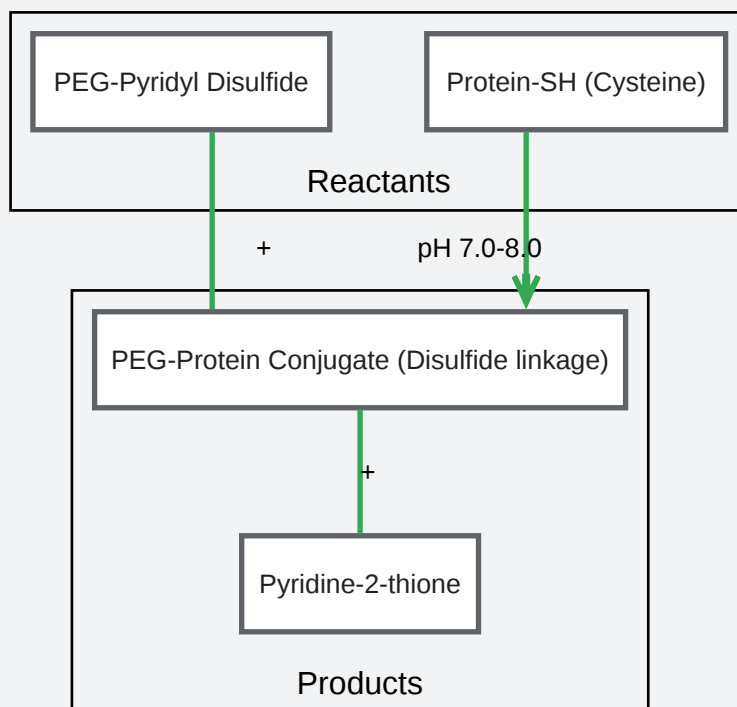 PEG-Pyridyl Disulfide
Protein-SH (Cysteine)
Reactants
+
pH 7.0-8.0
PEG-Protein Conjugate (Disulfide linkage)
+
Pyridine-2-thione
Products